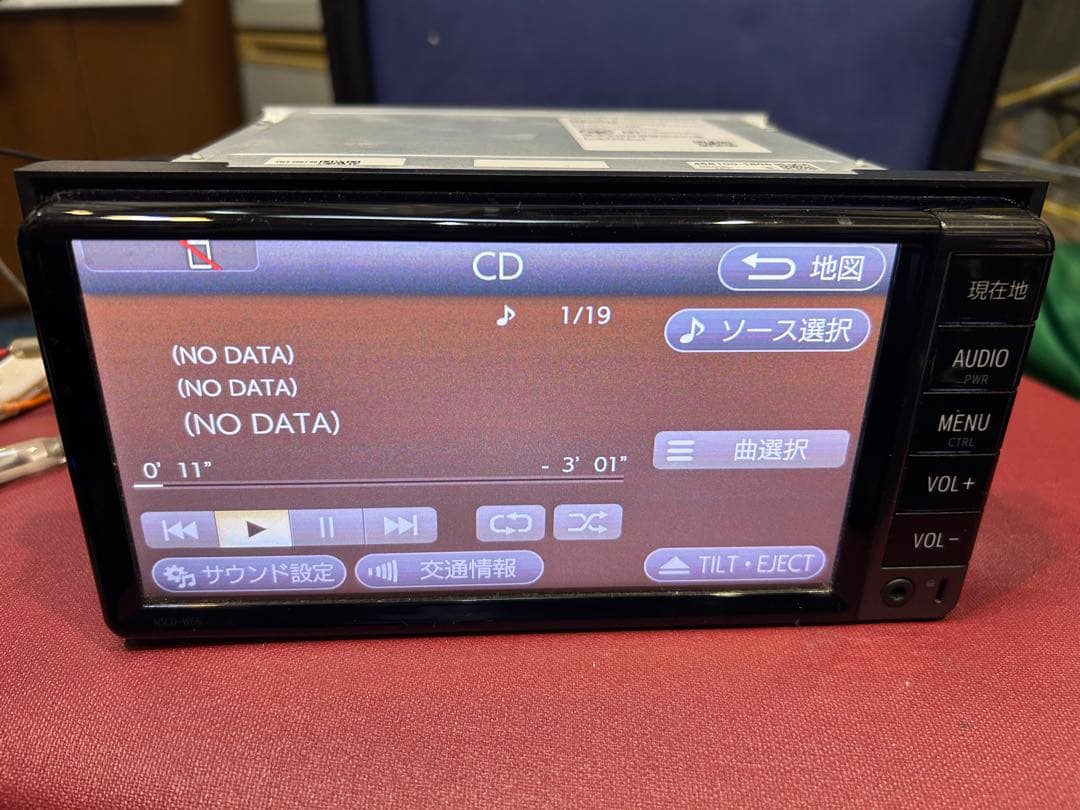 CD
地図
1/19
ソース選択
(NO DATA)
(NO DATA)
(NO DATA)
曲選択
0' 11"
- 3' 01"
サウンド設定
交通情報
TILT・EJECT
現在地
AUDIO
PWR
MENU
CTRL
VOL+
VOL-
NSCD-W66